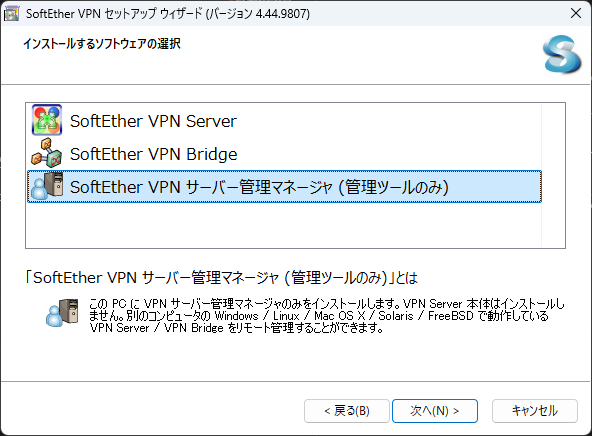 SoftEther VPN セットアップ ウィザード (バージョン 4.44.9807)
インストールするソフトウェアの選択
SoftEther VPN Server
SoftEther VPN Bridge
SoftEther VPN サーバー管理マネージャ (管理ツールのみ)
「SoftEther VPN サーバー管理マネージャ (管理ツールのみ)」とは
この PC に VPN サーバー管理マネージャのみをインストールします。VPN Server 本体はインストールし
ません。別のコンピュータの Windows / Linux / Mac OS X / Solaris / FreeBSD で動作している
VPN Server / VPN Bridge をリモート管理することができます。
< 戻る(B)
次へ(N) >
キャンセル